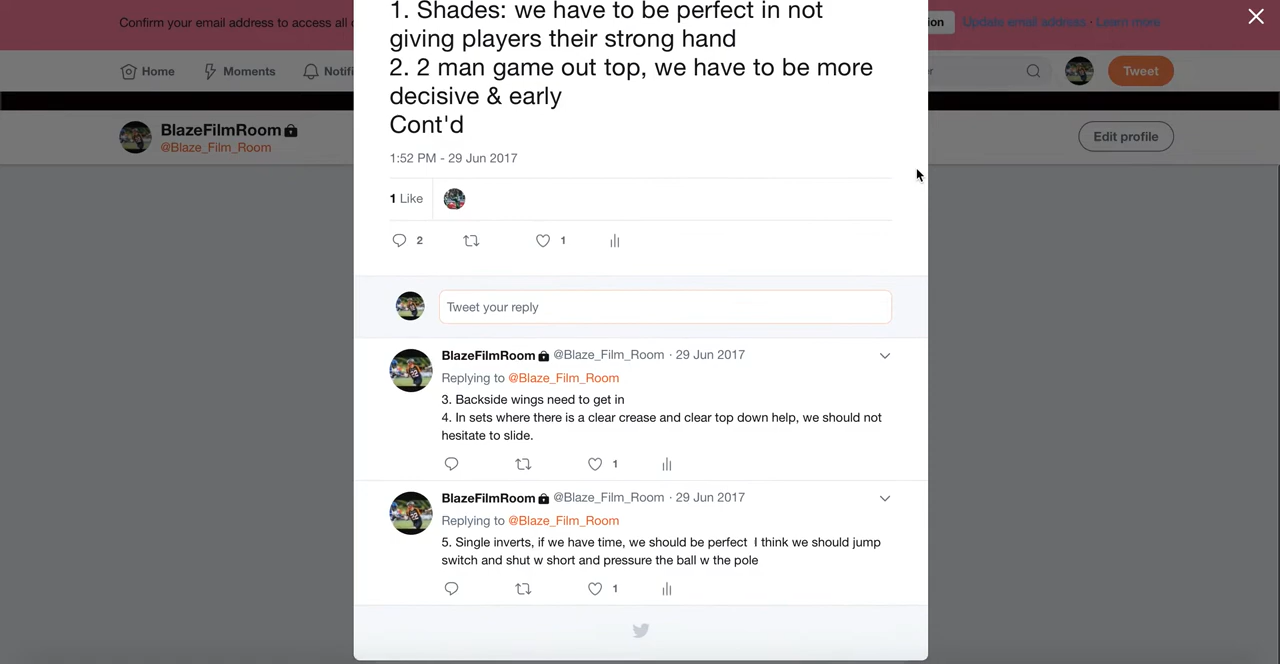 Confirm your email address to access all
ion
Update email address · Learn more
Home
Moments
Notifi
Tweet
BlazeFilmRoom
@Blaze_Film_Room
Edit profile
1. Shades: we have to be perfect in not
giving players their strong hand
2. 2 man game out top, we have to be more
decisive & early
Cont'd
1:52 PM - 29 Jun 2017
1 Like
2
1
Tweet your reply
BlazeFilmRoom @Blaze_Film_Room · 29 Jun 2017
Replying to @Blaze_Film_Room
3. Backside wings need to get in
4. In sets where there is a clear crease and clear top down help, we should not
hesitate to slide.
1
BlazeFilmRoom @Blaze_Film_Room · 29 Jun 2017
Replying to @Blaze_Film_Room
5. Single inverts, if we have time, we should be perfect  I think we should jump
switch and shut w short and pressure the ball w the pole
1